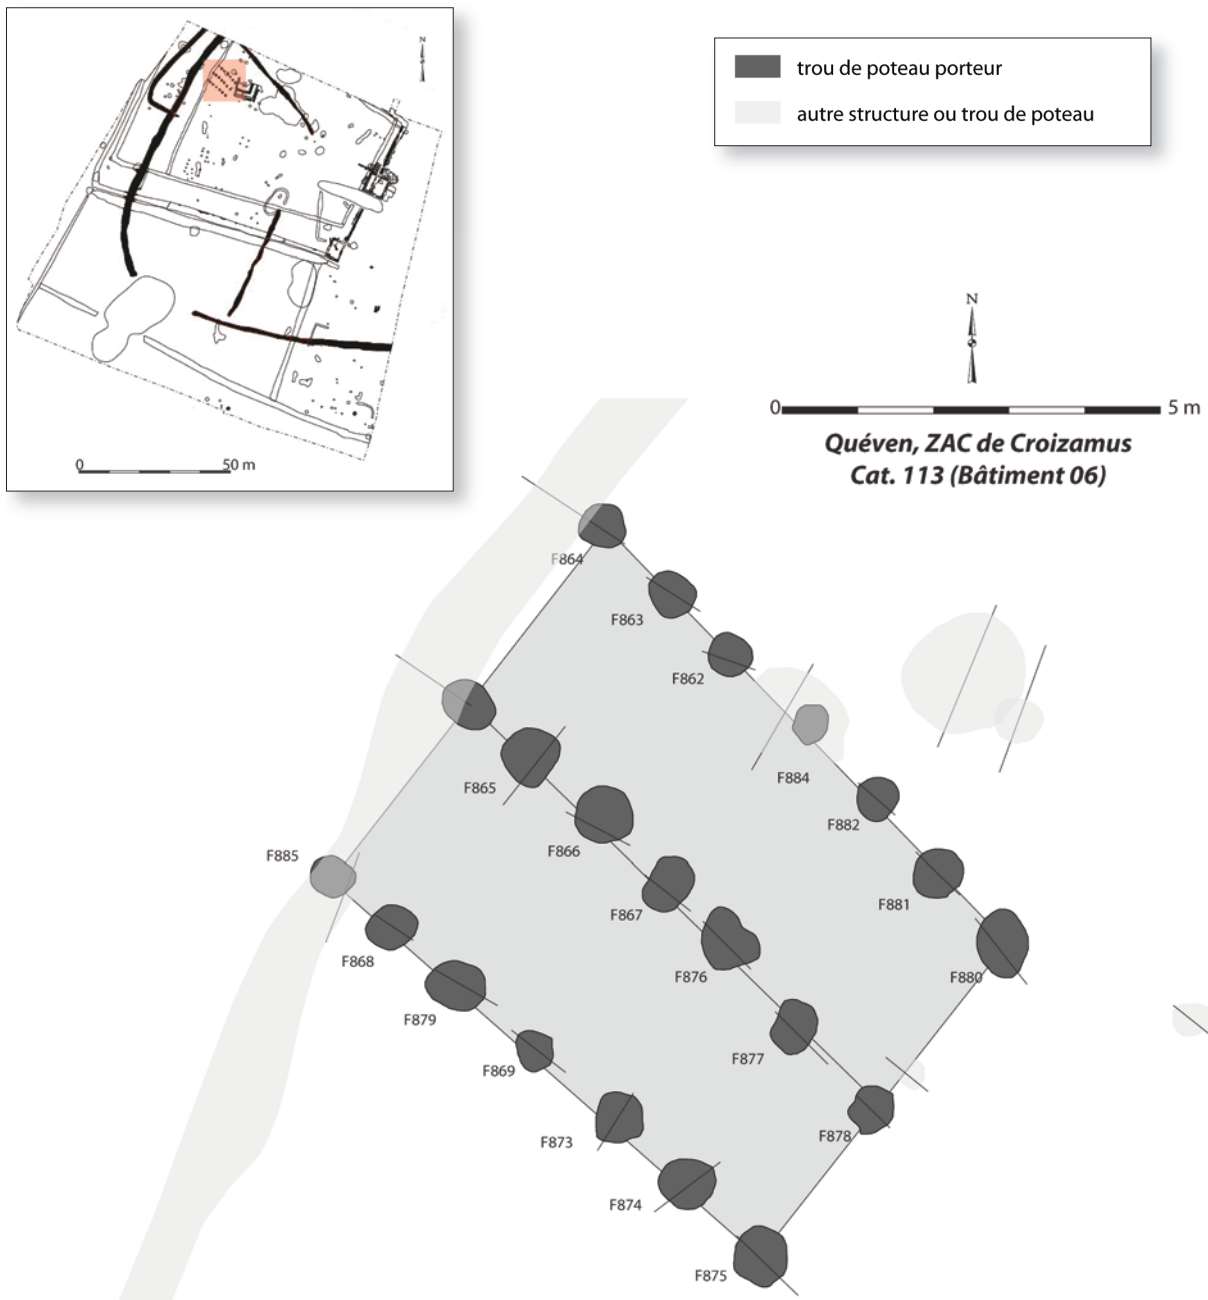 N
0 50 m
trou de poteau porteur
autre structure ou trou de poteau
N
0 5 m
Quéven, ZAC de Croizamus
Cat. 113 (Bâtiment 06)
F864
F863
F862
F884
F865
F882
F866
F885
F881
F867
F868
F876
F880
F879
F877
F869
F878
F873
F874
F875